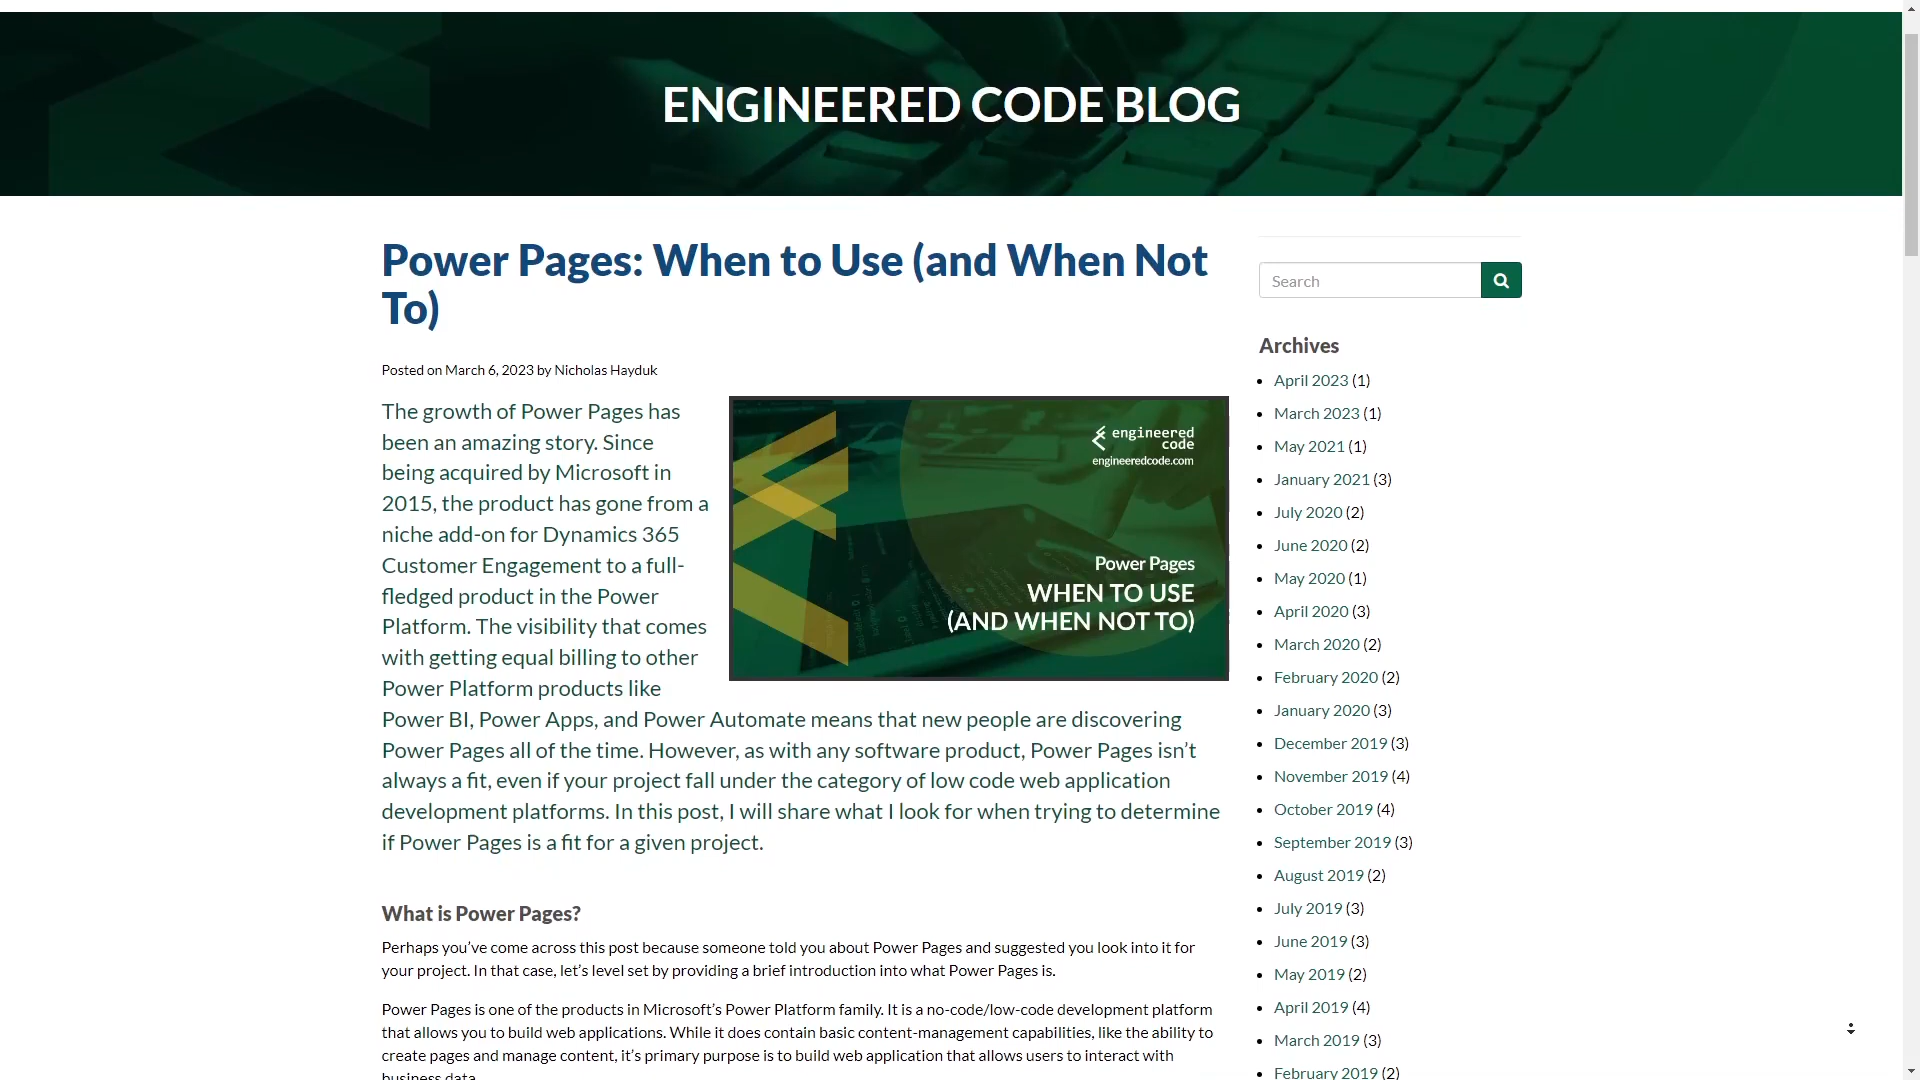 ENGINEERED CODE BLOG
Power Pages: When to Use (and When Not
To)
Posted on March 6, 2023 by Nicholas Hayduk
The growth of Power Pages has
been an amazing story. Since
being acquired by Microsoft in
2015, the product has gone from a
niche add-on for Dynamics 365
Customer Engagement to a full-
fledged product in the Power
Platform. The visibility that comes
with getting equal billing to other
Power Platform products like
Power BI, Power Apps, and Power Automate means that new people are discovering
Power Pages all of the time. However, as with any software product, Power Pages isn’t
always a fit, even if your project fall under the category of low code web application
development platforms. In this post, I will share what I look for when trying to determine
if Power Pages is a fit for a given project.
engineered
code
engineeredcode.com
Power Pages
WHEN TO USE
(AND WHEN NOT TO)
What is Power Pages?
Perhaps you’ve come across this post because someone told you about Power Pages and suggested you look into it for
your project. In that case, let’s level set by providing a brief introduction into what Power Pages is.
Power Pages is one of the products in Microsoft’s Power Platform family. It is a no-code/low-code development platform
that allows you to build web applications. While it does contain basic content-management capabilities, like the ability to
create pages and manage content, it’s primary purpose is to build web application that allows users to interact with
business data.
Search
Archives
April 2023 (1)
March 2023 (1)
May 2021 (1)
January 2021 (3)
July 2020 (2)
June 2020 (2)
May 2020 (1)
April 2020 (3)
March 2020 (2)
February 2020 (2)
January 2020 (3)
December 2019 (3)
November 2019 (4)
October 2019 (4)
September 2019 (3)
August 2019 (2)
July 2019 (3)
June 2019 (3)
May 2019 (2)
April 2019 (4)
March 2019 (3)
February 2019 (2)